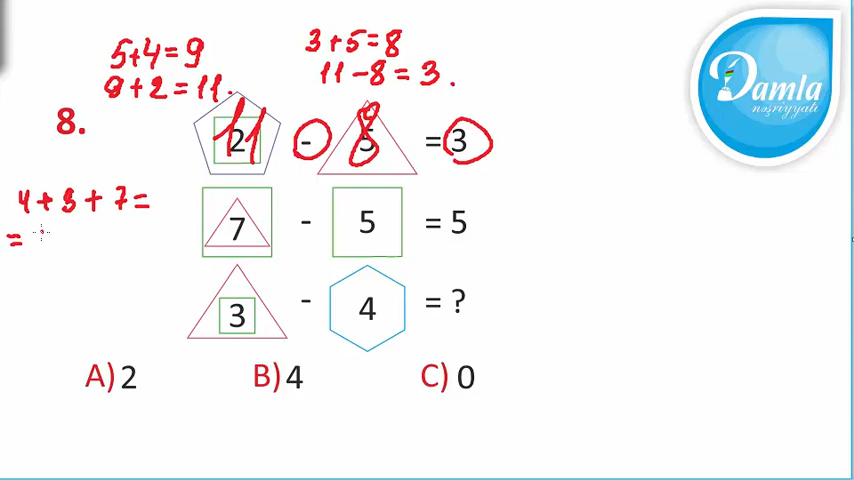 5+4=9
9+2=11.
3+5=8
11-8=3.
Damla
nəşriyyatı
8.
2 11 - 5 8 = 3
4+3+7=
=
7 - 5 = 5
3 - 4 = ?
A) 2 B) 4 C) 0